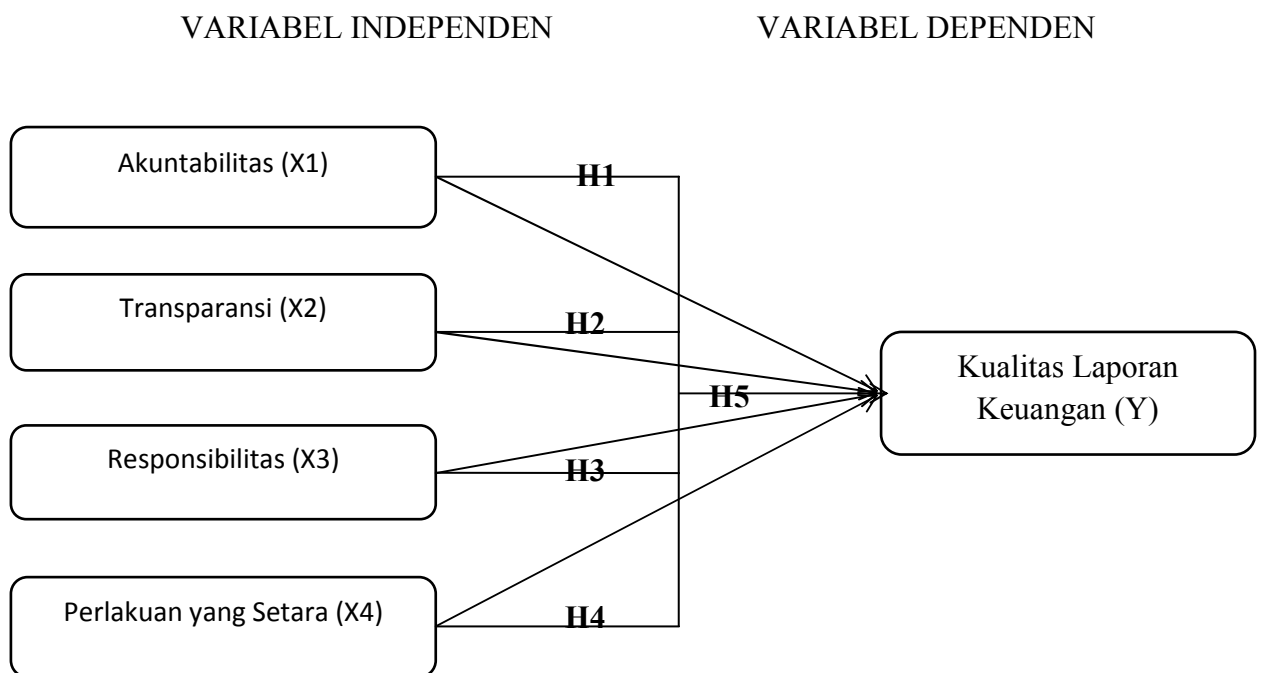 VARIABEL INDEPENDEN VARIABEL DEPENDEN
Akuntabilitas (X1)
H1
Transparansi (X2)
H2
Kualitas Laporan
Keuangan (Y)
H5
Responsibilitas (X3)
H3
Perlakuan yang Setara (X4)
H4